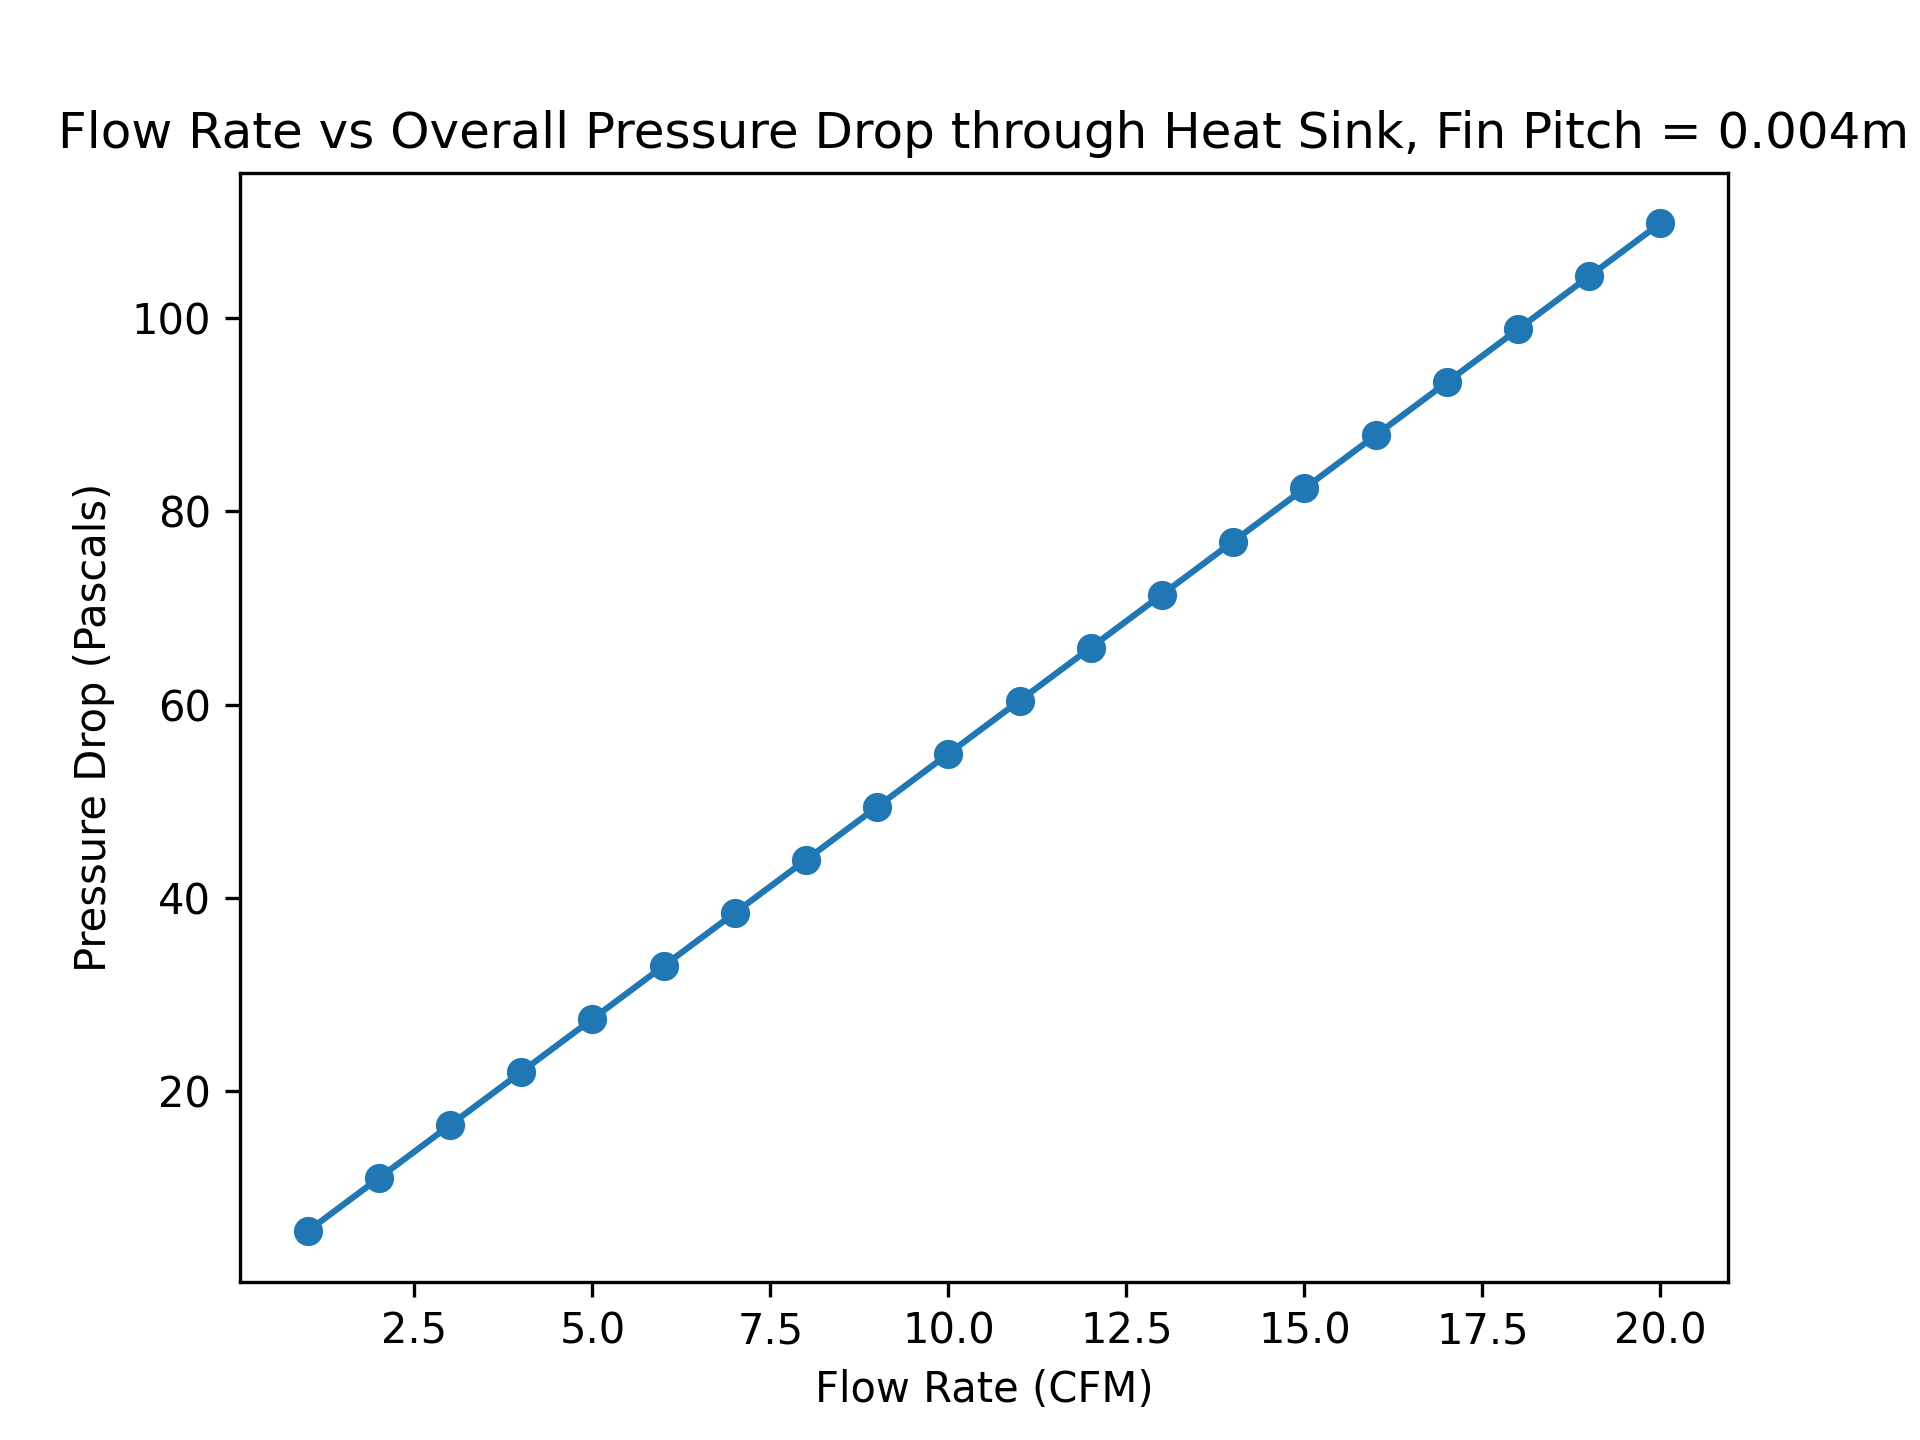 Flow Rate vs Overall Pressure Drop through Heat Sink, Fin Pitch = 0.004m
Pressure Drop (Pascals)
100
80
60
40
20
2.5 5.0 7.5 10.0 12.5 15.0 17.5 20.0
Flow Rate (CFM)